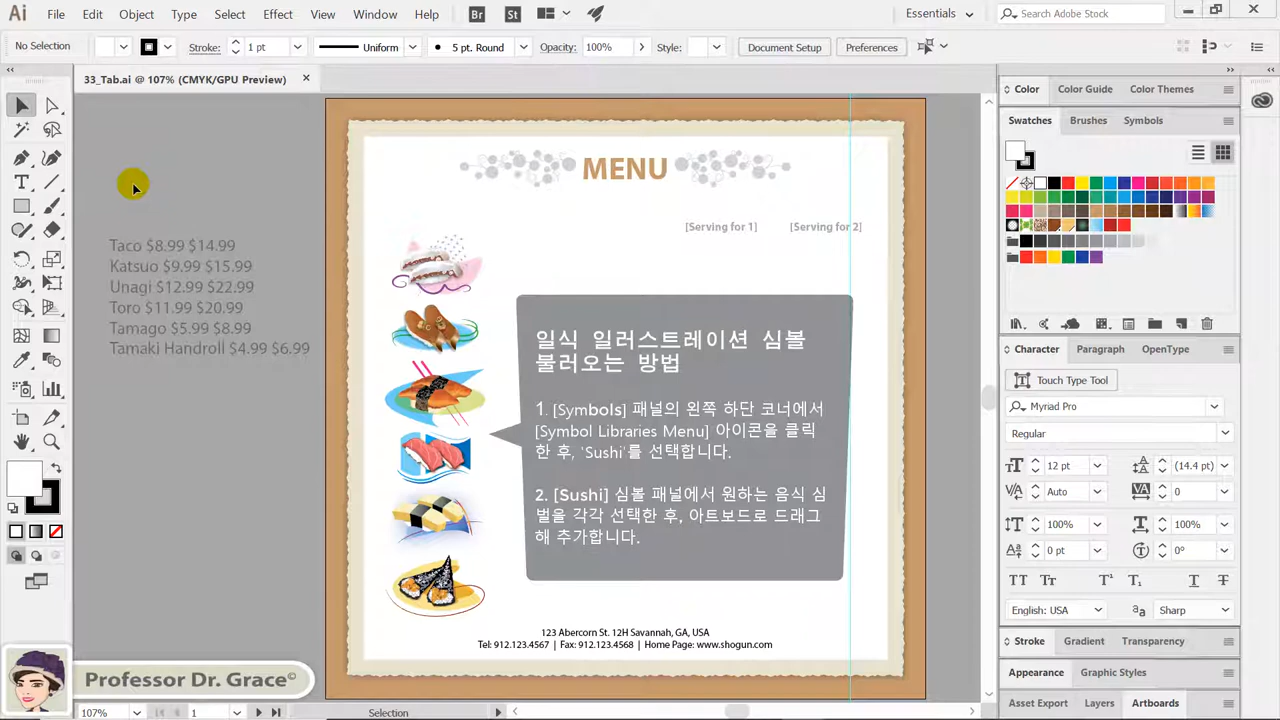 Ai File Edit Object Type Select Effect View Window Help Br St Essentials Search Adobe Stock
No Selection Stroke: 1 pt Uniform 5 pt. Round Opacity: 100% Style: Document Setup Preferences
33_Tab.ai @ 107% (CMYK/GPU Preview)
MENU
[Serving for 1] [Serving for 2]
Taco $8.99 $14.99
Katsuo $9.99 $15.99
Unagi $12.99 $22.99
Toro $11.99 $20.99
Tamago $5.99 $8.99
Tamaki Handroll $4.99 $6.99
일식 일러스트레이션 심볼
불러오는 방법
1. [Symbols] 패널의 왼쪽 하단 코너에서
[Symbol Libraries Menu] 아이콘을 클릭
한 후, 'Sushi'를 선택합니다.
2. [Sushi] 심볼 패널에서 원하는 음식 심
벌을 각각 선택한 후, 아트보드로 드래그
해 추가합니다.
123 Abercorn St. 12H Savannah, GA, USA
Tel: 912.123.4567 | Fax: 912.123.4568 | Home Page: www.shogun.com
Professor Dr. Grace©
107% 1 Selection
Color Color Guide Color Themes
Swatches Brushes Symbols
Character Paragraph OpenType
Touch Type Tool
Myriad Pro
Regular
12 pt (14.4 pt)
Auto 0
100% 100%
0 pt 0°
English: USA Sharp
Stroke Gradient Transparency
Appearance Graphic Styles
Asset Export Layers Artboards